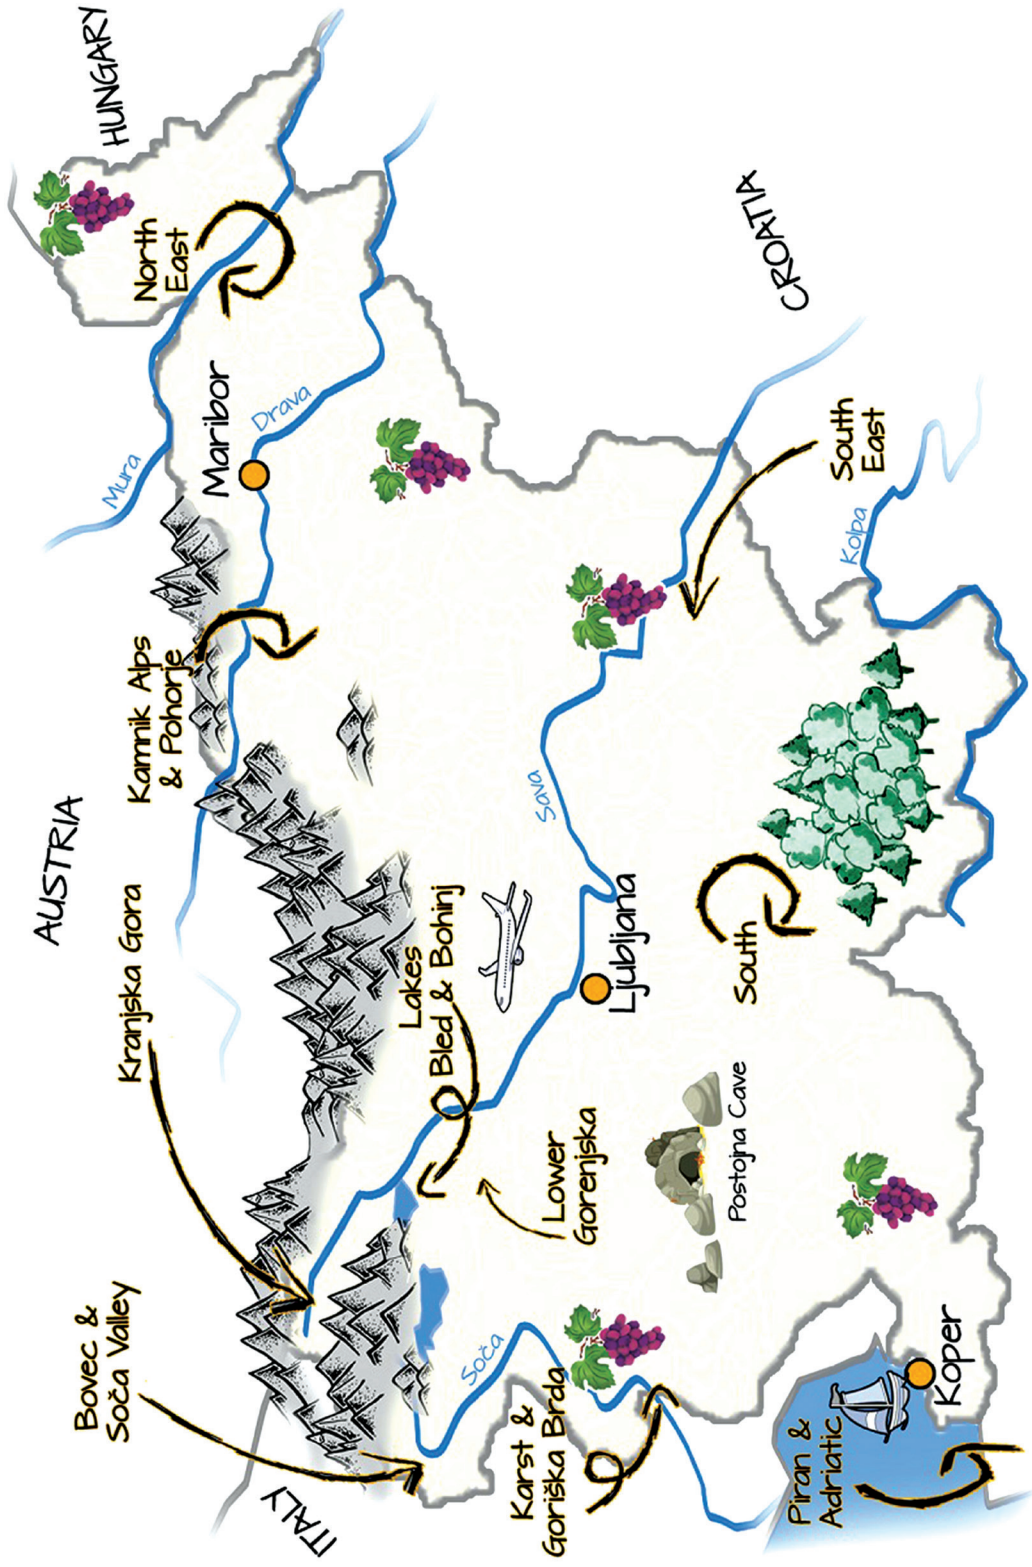 AUSTRIA
HUNGARY
ITALY
CROATIA
Bovec &
Soča Valley
Kranjska Gora
Kamnik Alps
& Pohorje
North
East
Mura
Maribor
Drava
Lakes
Bled & Bohinj
Soča
Lower
Gorenjska
Sava
Ljubljana
Karst &
Goriška Brda
Postojna Cave
South
South
East
Kolpa
Piran &
Adriatic
Koper